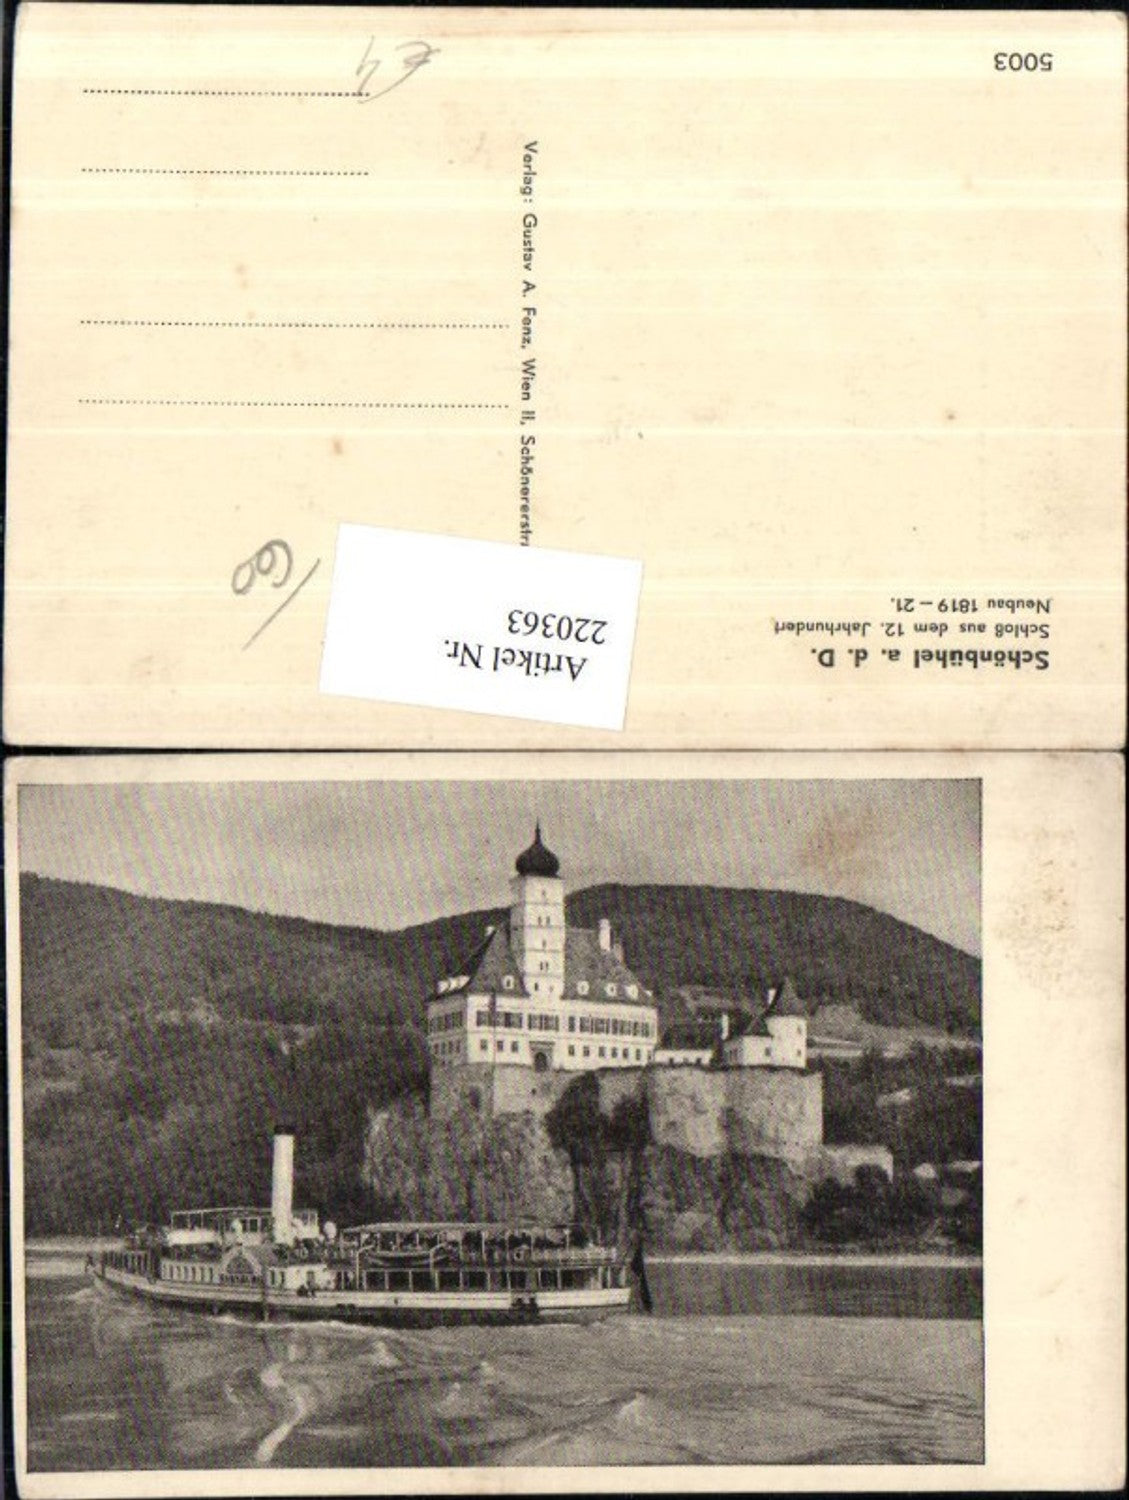 Schönbühel a. d. D.
Schloß aus dem 12. Jahrhundert
Neubau 1819 – 21.
Verlag: Gustav A. Fenz, Wien II, Schönererstr
5003
Artikel Nr.
220363
€4